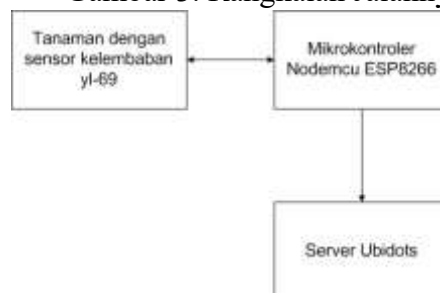 Tanaman dengan
sensor kelembaban
yl-69
Mikrokontroler
Nodemcu ESP8266
Server Ubidots